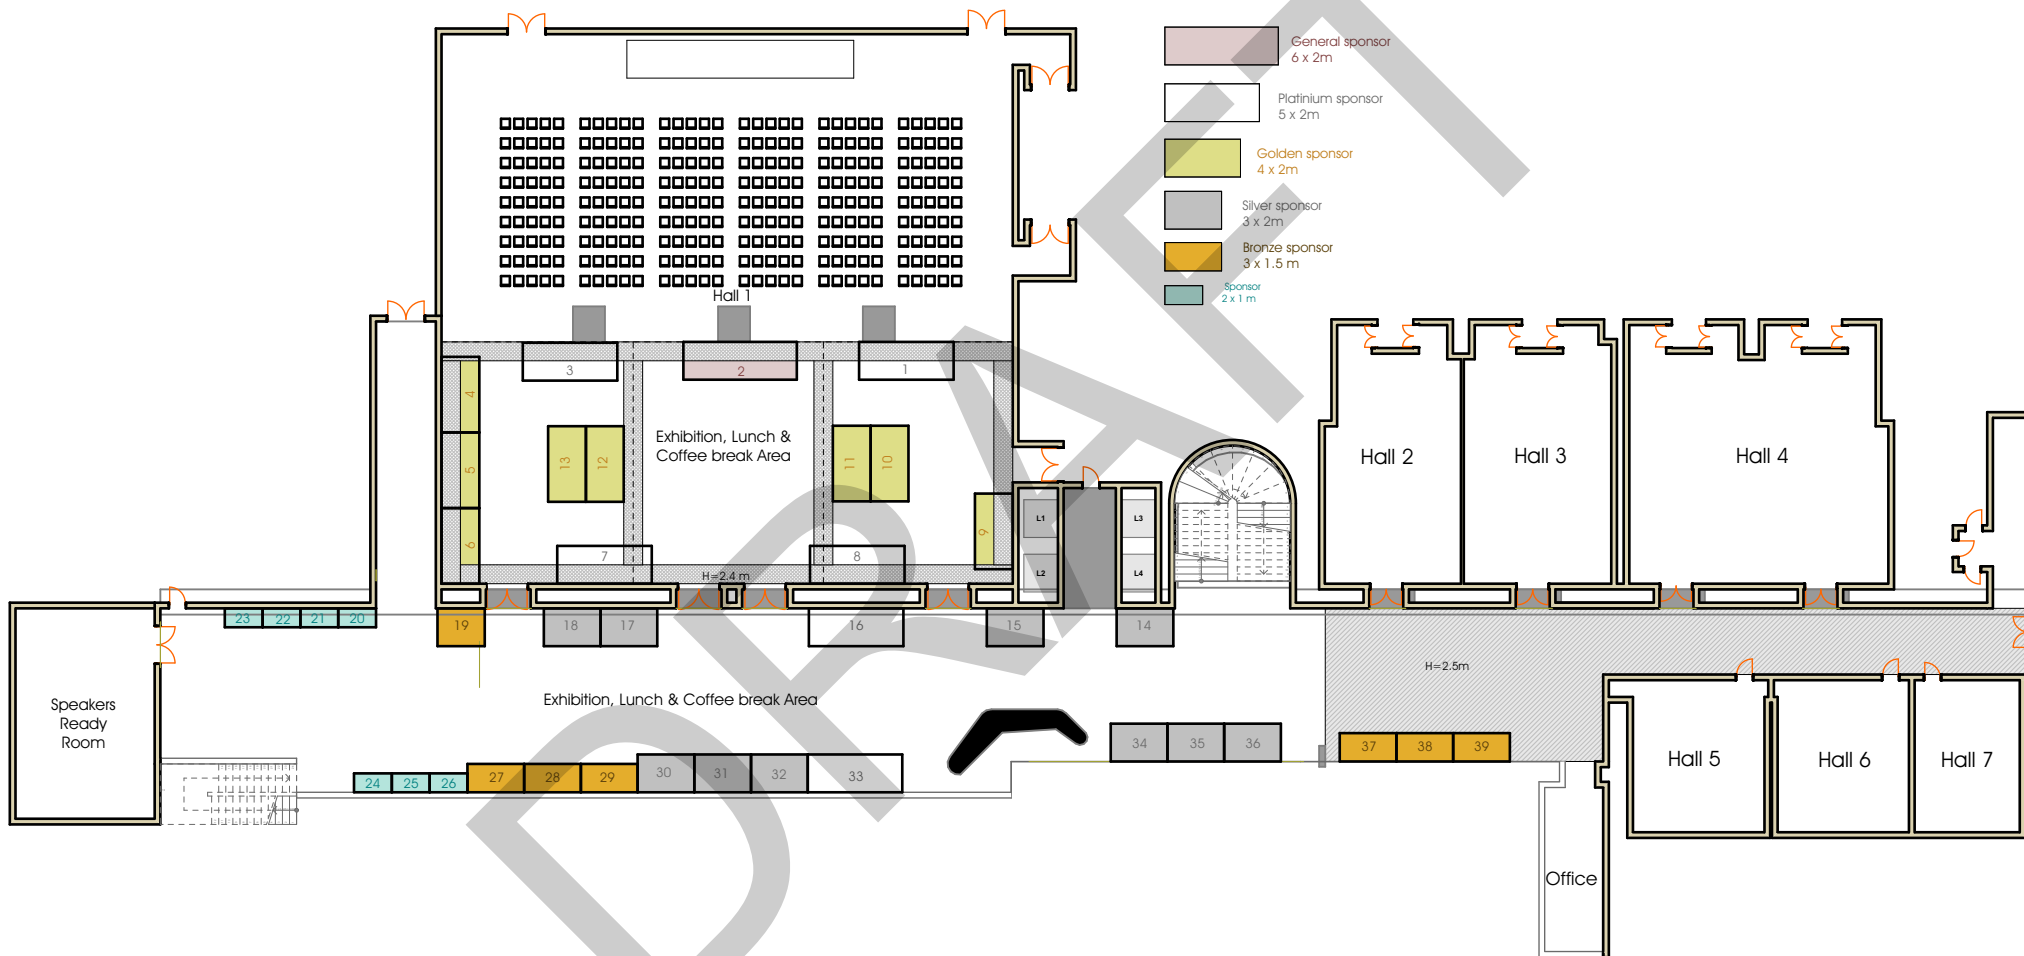 General sponsor
6 x 2m
Platinium sponsor
5 x 2m
Golden sponsor
4 x 2m
Silver sponsor
3 x 2m
Bronze sponsor
3 x 1.5 m
Sponsor
2 x 1 m
Hall 1
3
2
1
4
5
6
13
12
11
10
9
Exhibition, Lunch &
Coffee break Area
7
8
H=2.4 m
L1
L2
L3
L4
Hall 2
Hall 3
Hall 4
23
22
21
20
19
18
17
16
15
14
H=2.5m
Speakers
Ready
Room
Exhibition, Lunch & Coffee break Area
24
25
26
27
28
29
30
31
32
33
34
35
36
37
38
39
Hall 5
Hall 6
Hall 7
Office
DRAFT